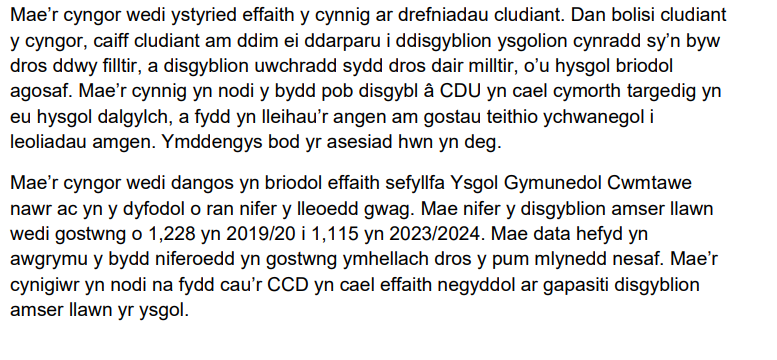 Mae’r cyngor wedi ystyried effaith y cynnig ar drefniadau cludiant. Dan bolisi cludiant
y cyngor, caiff cludiant am ddim ei ddarparu i ddisgyblion ysgolion cynradd sy’n byw
dros ddwy filltir, a disgyblion uwchradd sydd dros dair milltir, o’u hysgol briodol
agosaf. Mae’r cynnig yn nodi y bydd pob disgybl â CDU yn cael cymorth targedig yn
eu hysgol dalgylch, a fydd yn lleihau’r angen am gostau teithio ychwanegol i
leoliadau amgen. Ymddengys bod yr asesiad hwn yn deg.
Mae’r cyngor wedi dangos yn briodol effaith sefyllfa Ysgol Gymunedol Cwmtawe
nawr ac yn y dyfodol o ran nifer y lleoedd gwag. Mae nifer y disgyblion amser llawn
wedi gostwng o 1,228 yn 2019/20 i 1,115 yn 2023/2024. Mae data hefyd yn
awgrymu y bydd niferoedd yn gostwng ymhellach dros y pum mlynedd nesaf. Mae’r
cynigiwr yn nodi na fydd cau’r CCD yn cael effaith negyddol ar gapasiti disgyblion
amser llawn yr ysgol.